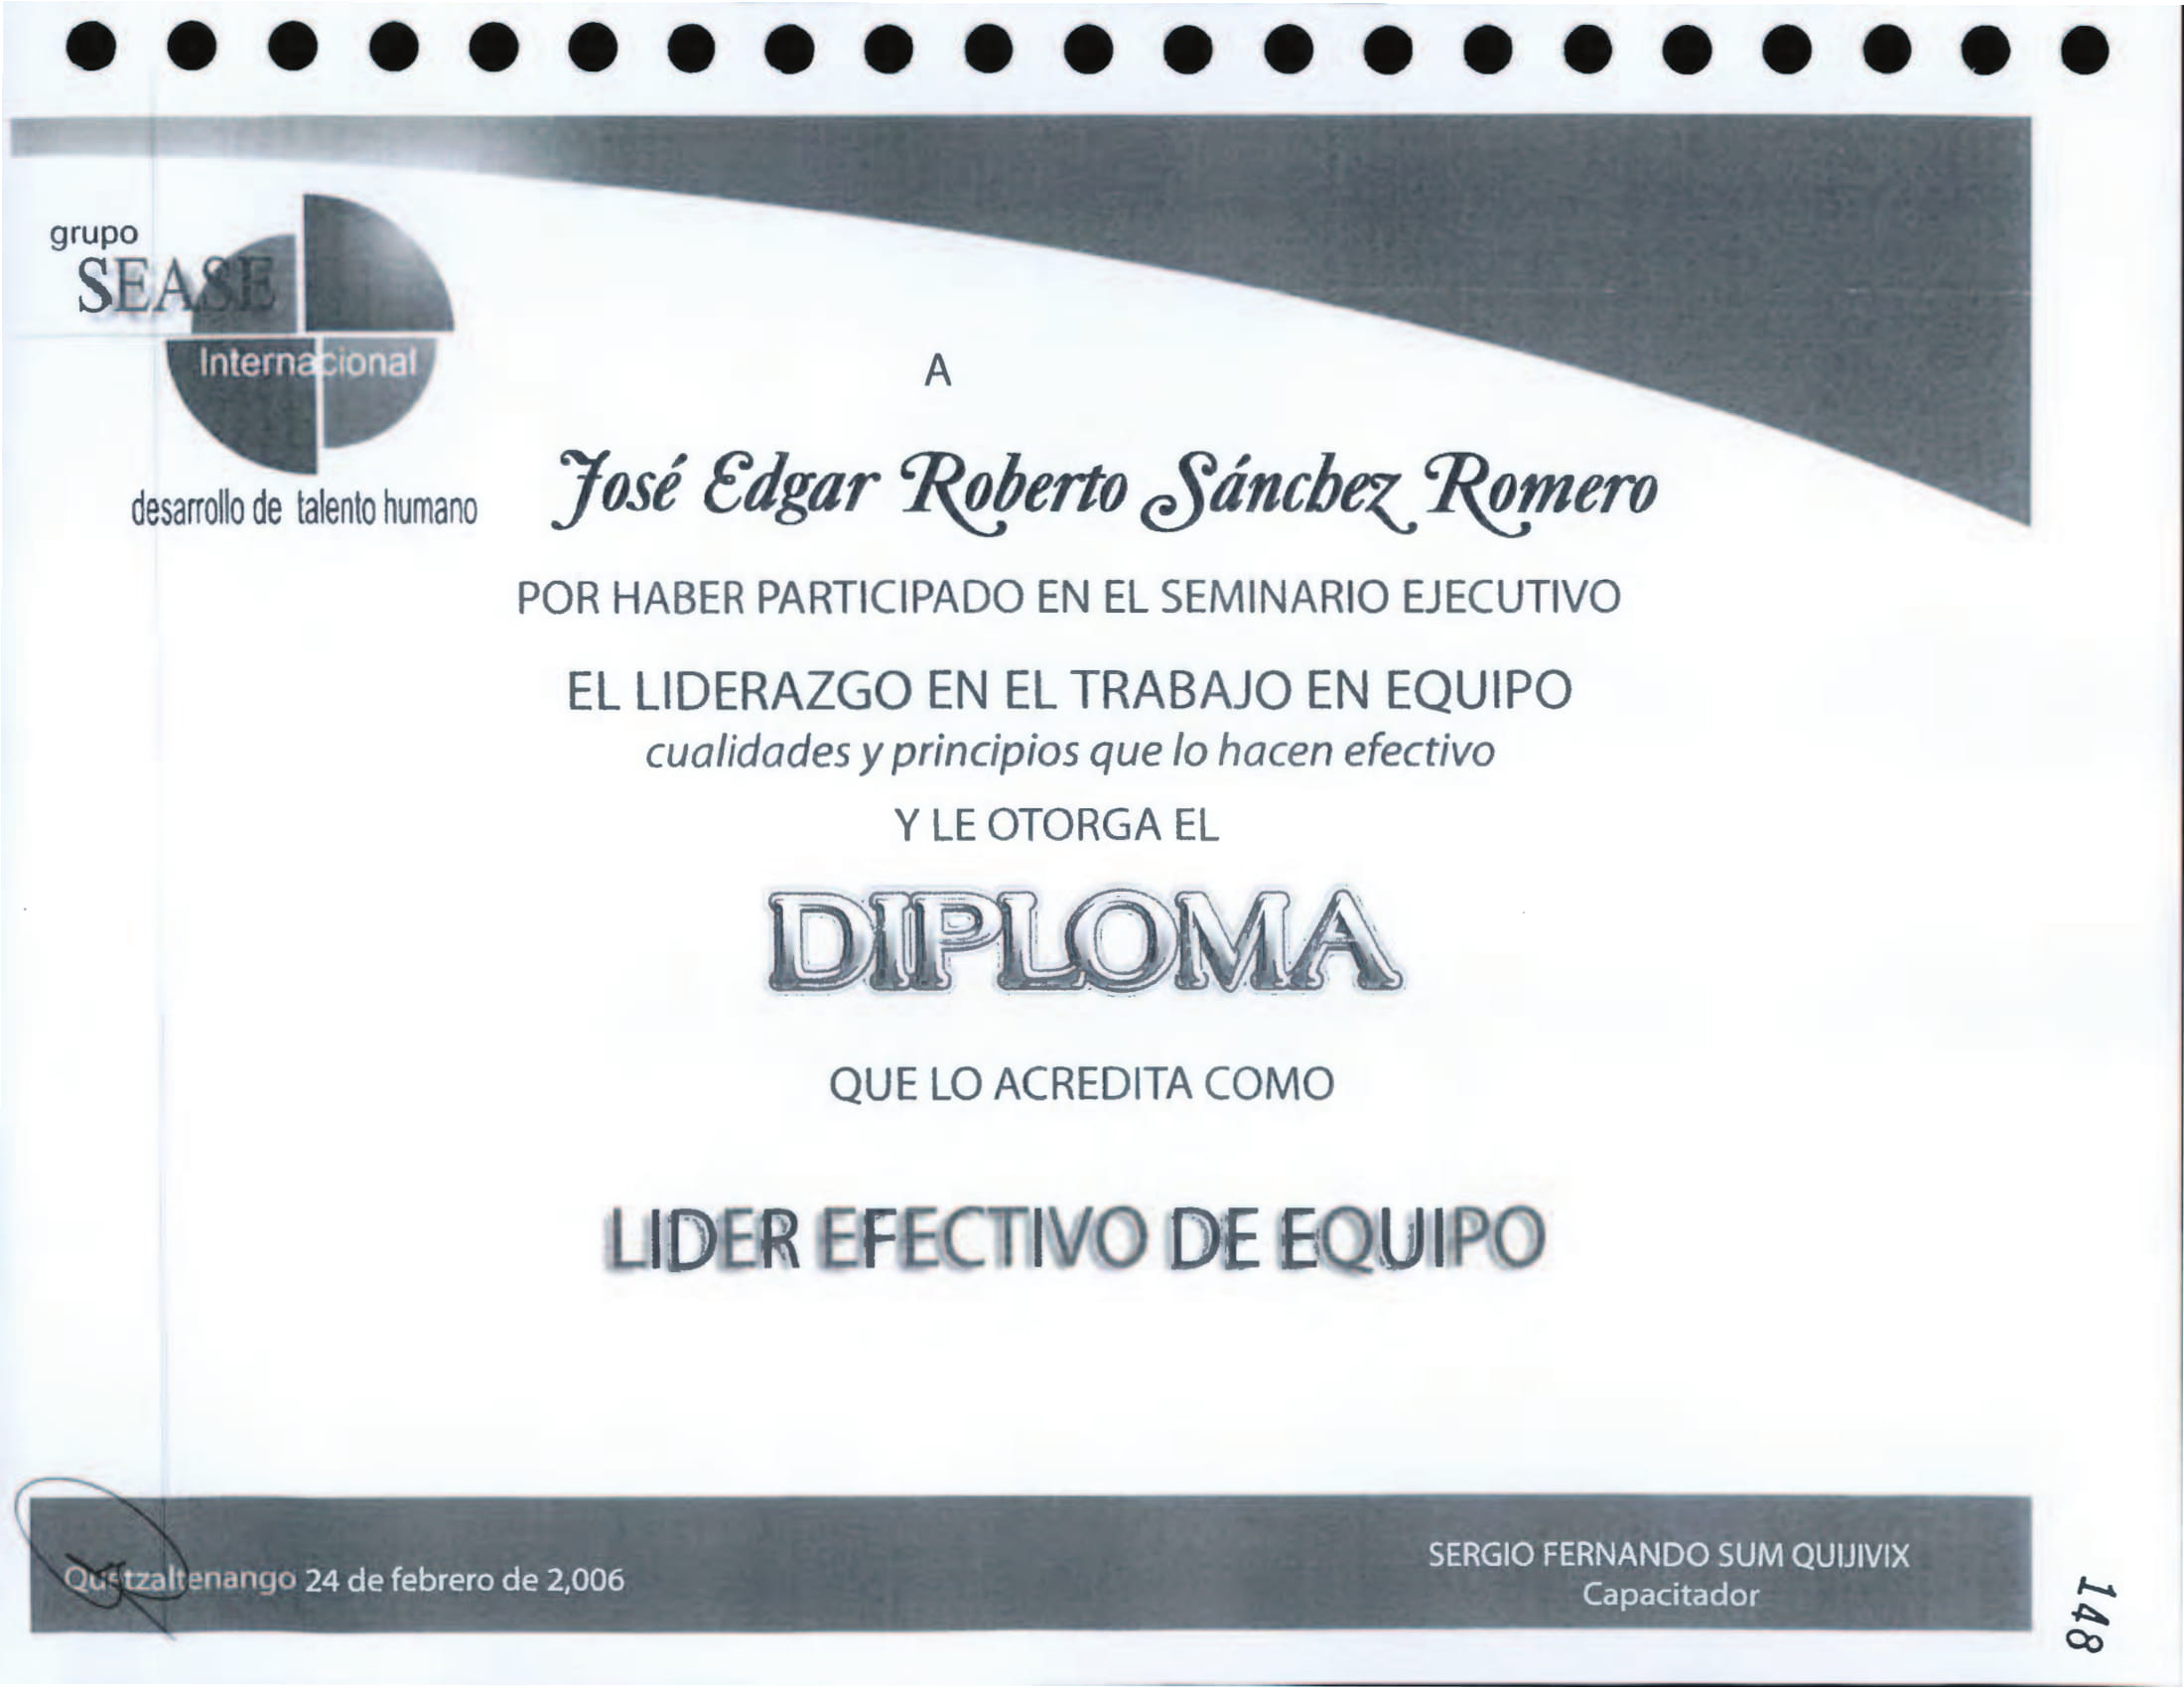 grupo
SEASE
Internacional
desarrollo de talento humano
A
José Edgar Roberto Sánchez Romero
POR HABER PARTICIPADO EN EL SEMINARIO EJECUTIVO
EL LIDERAZGO EN EL TRABAJO EN EQUIPO
cualidades y principios que lo hacen efectivo
Y LE OTORGA EL
DIPLOMA
QUE LO ACREDITA COMO
LIDER EFECTIVO DE EQUIPO
Quetzaltenango 24 de febrero de 2,006
SERGIO FERNANDO SUM QUIJIVIX
Capacitador
148